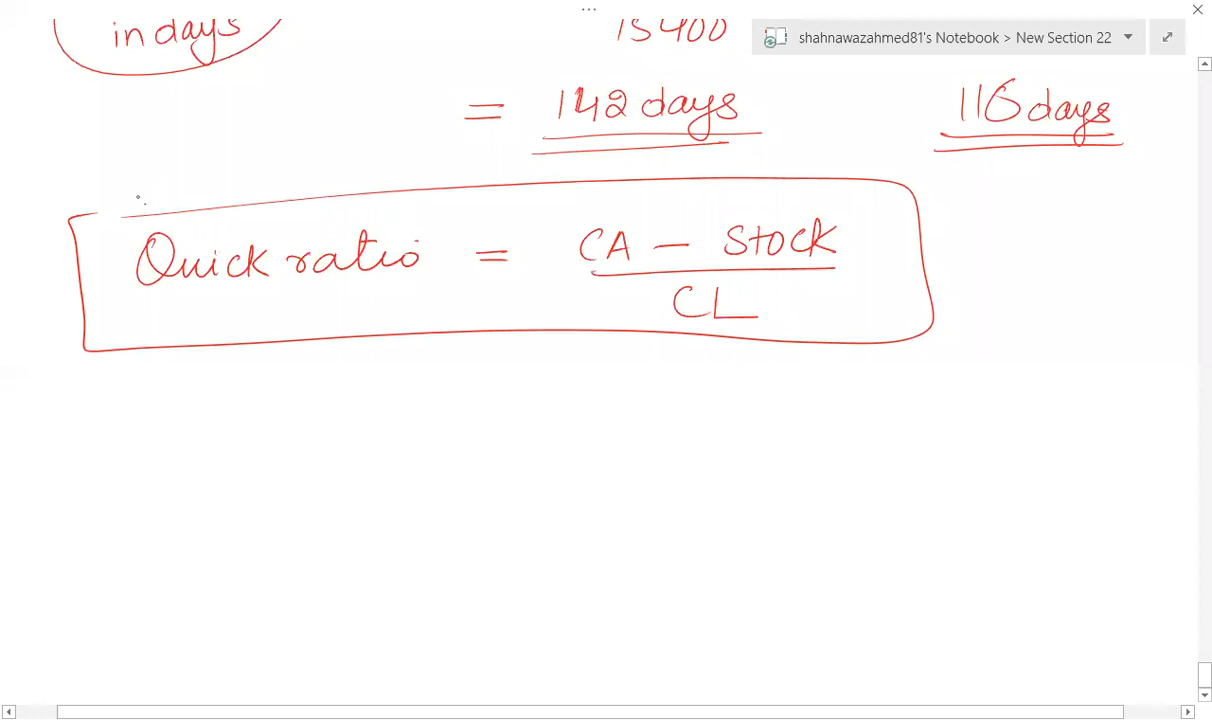 in days 15400
shahnawazahmed81's Notebook > New Section 22
= 142 days 116 days
Quick ratio = CA - Stock
CL